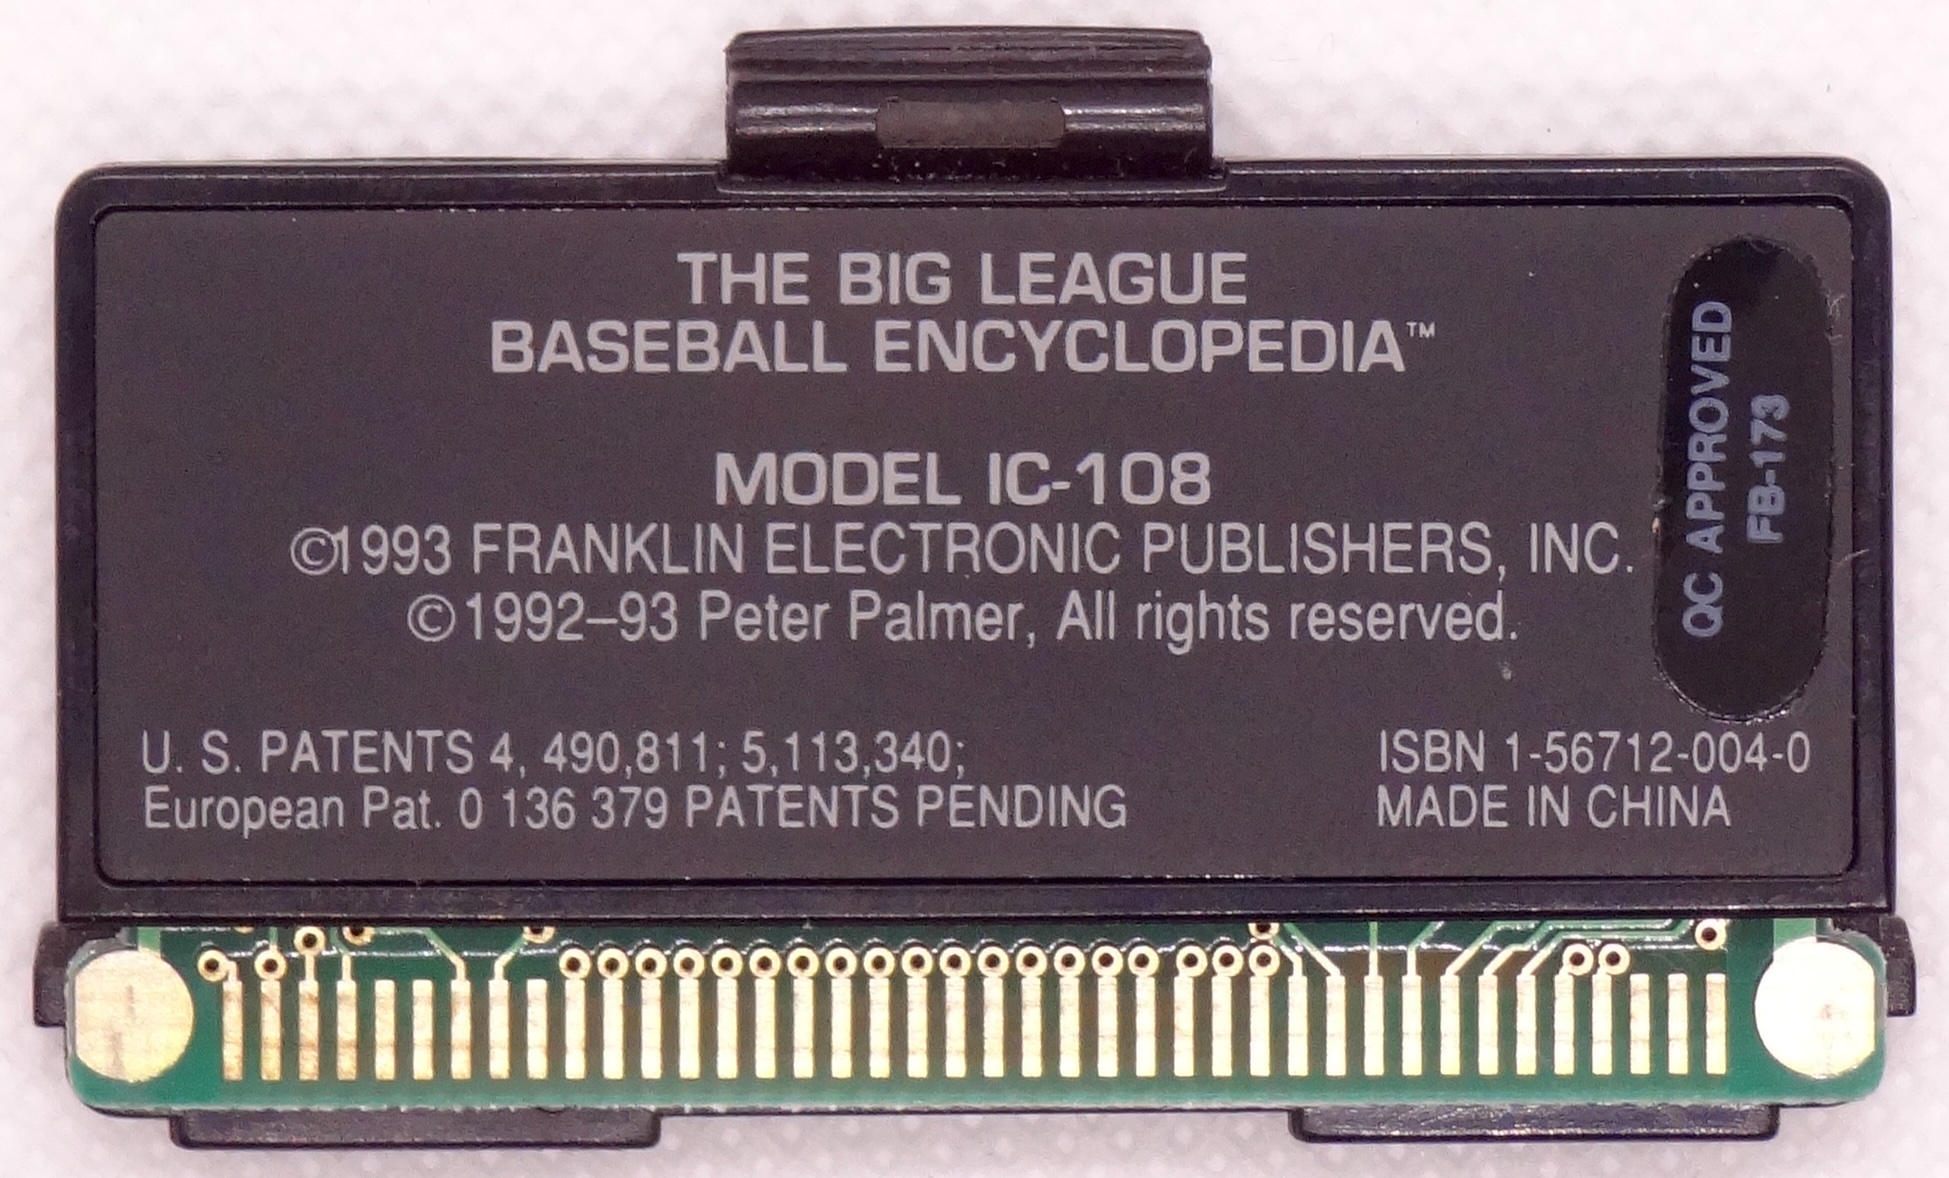 THE BIG LEAGUE
BASEBALL ENCYCLOPEDIA™
MODEL IC-108
©1993 FRANKLIN ELECTRONIC PUBLISHERS, INC.
©1992–93 Peter Palmer, All rights reserved.
U. S. PATENTS 4, 490,811; 5,113,340;
European Pat. 0 136 379 PATENTS PENDING
ISBN 1-56712-004-0
MADE IN CHINA
QC APPROVED
FB-173